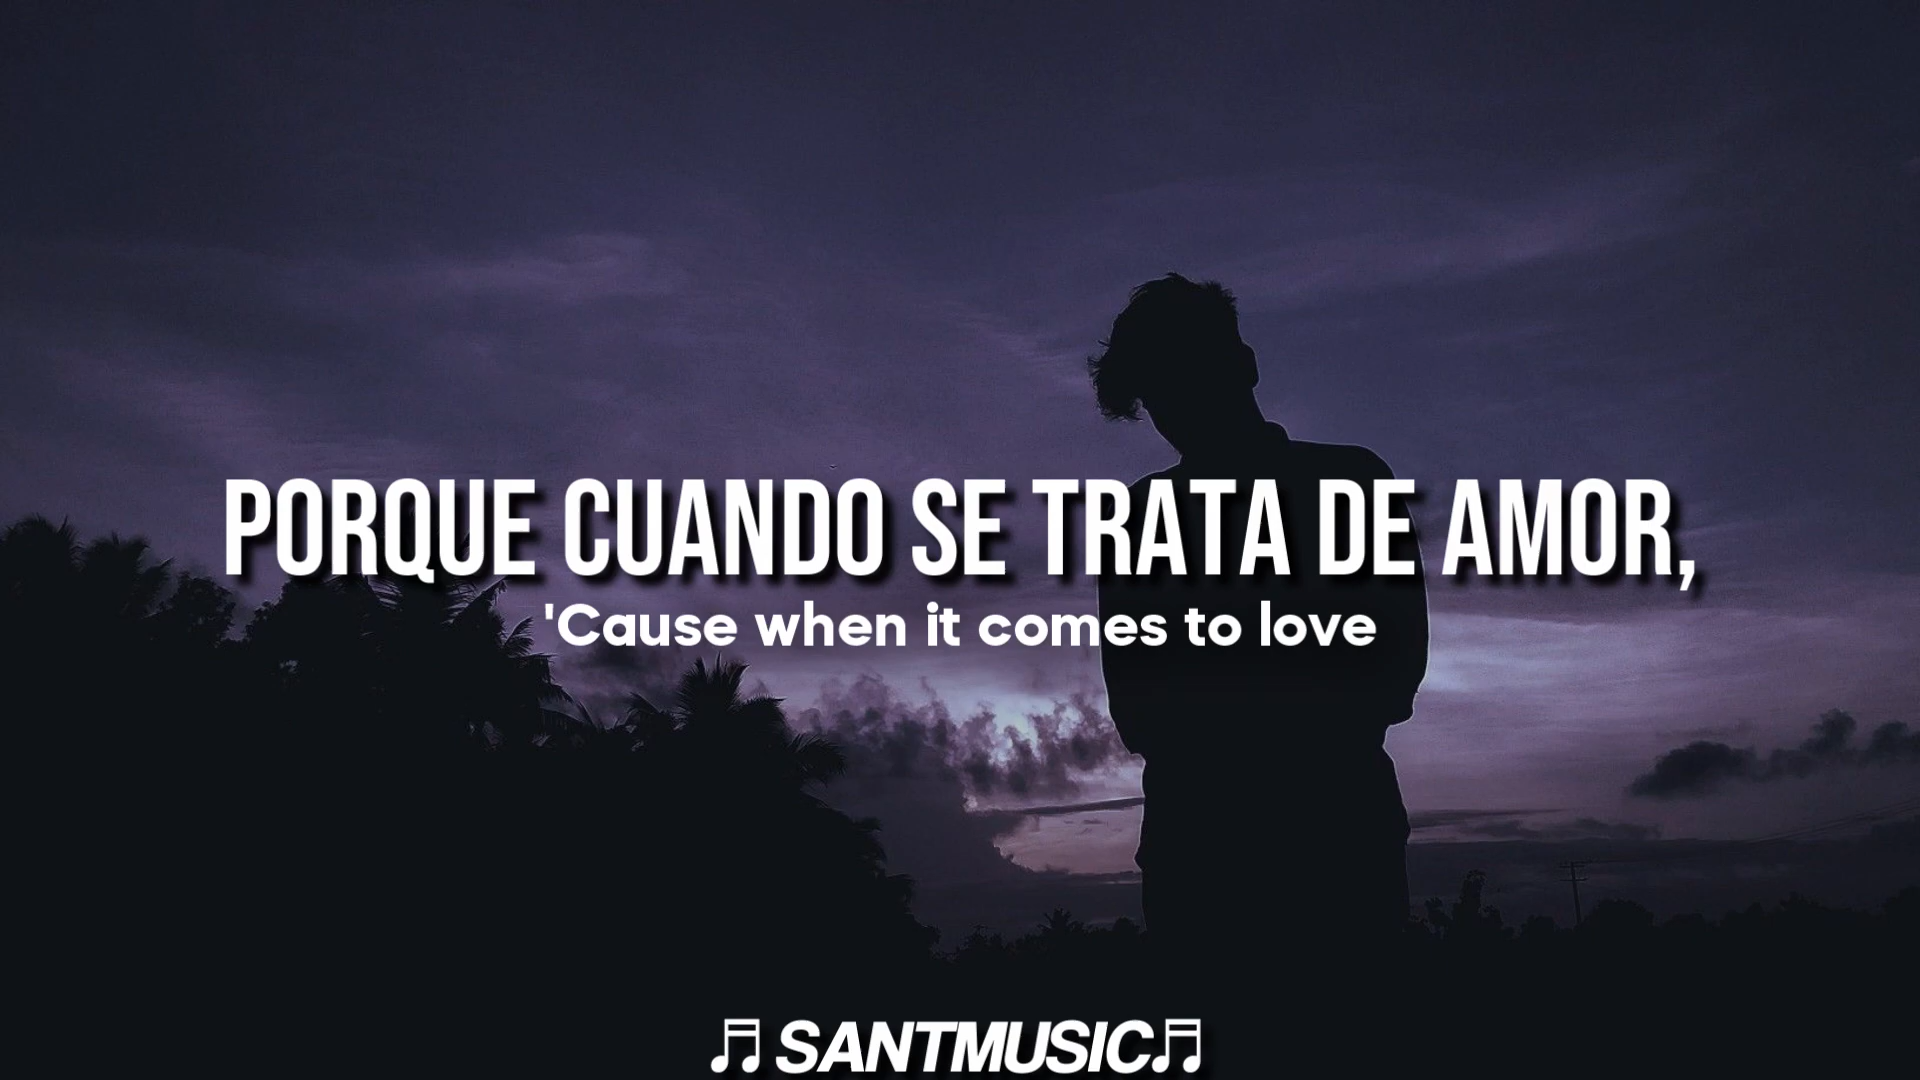 PORQUE CUANDO SE TRATA DE AMOR,
'Cause when it comes to love
♫ SANTMUSIC♫